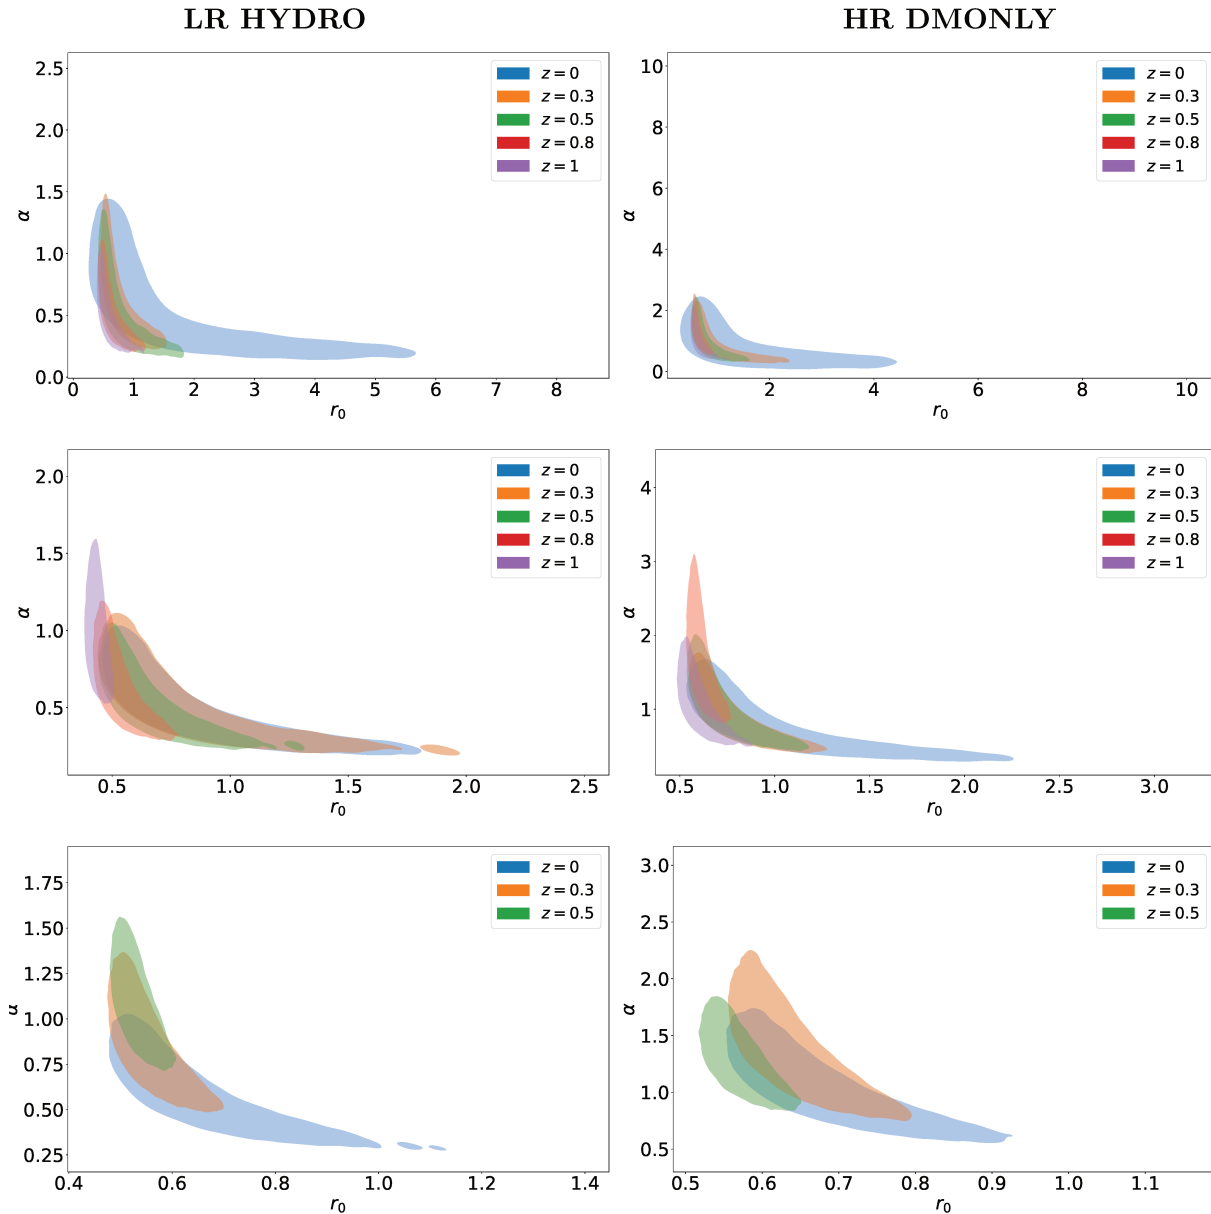 LR HYDRO
HR DMONLY
2.5
2.0
1.5
1.0
0.5
0.0
α
0 1 2 3 4 5 6 7 8
r0
z = 0
z = 0.3
z = 0.5
z = 0.8
z = 1
10
8
6
4
2
0
α
2 4 6 8 10
r0
z = 0
z = 0.3
z = 0.5
z = 0.8
z = 1
2.0
1.5
1.0
0.5
α
0.5 1.0 1.5 2.0 2.5
r0
z = 0
z = 0.3
z = 0.5
z = 0.8
z = 1
4
3
2
1
α
0.5 1.0 1.5 2.0 2.5 3.0
r0
z = 0
z = 0.3
z = 0.5
z = 0.8
z = 1
1.75
1.50
1.25
1.00
0.75
0.50
0.25
α
0.4 0.6 0.8 1.0 1.2 1.4
r0
z = 0
z = 0.3
z = 0.5
3.0
2.5
2.0
1.5
1.0
0.5
α
0.5 0.6 0.7 0.8 0.9 1.0 1.1
r0
z = 0
z = 0.3
z = 0.5